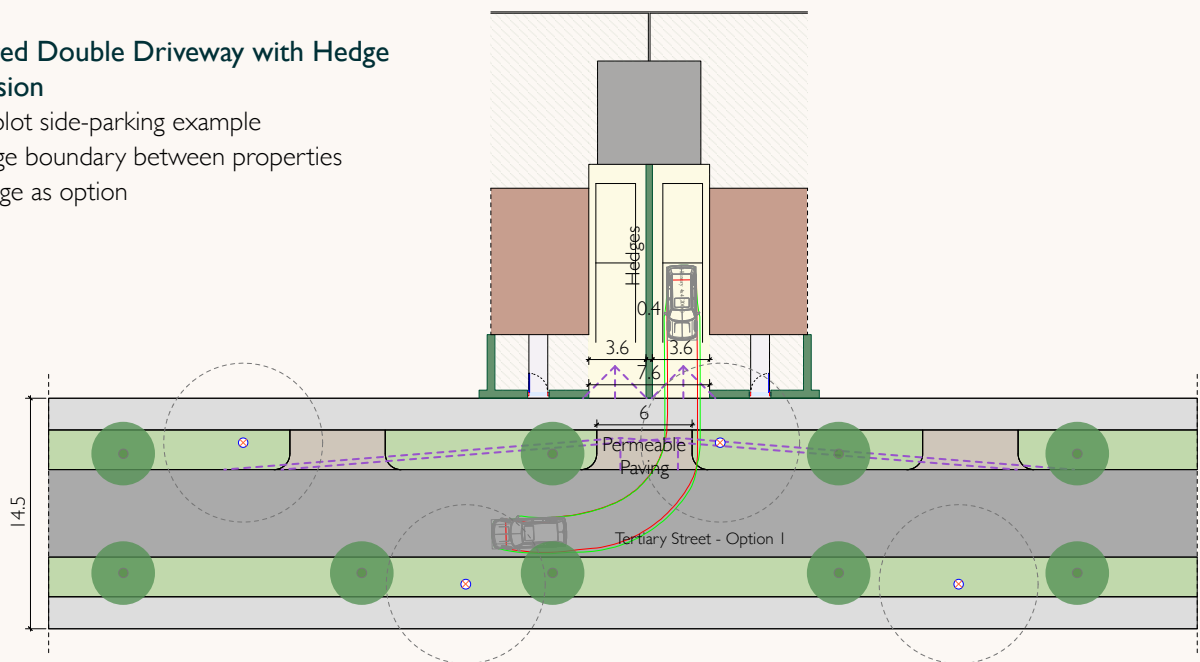 ed Double Driveway with Hedge
sion
plot side-parking example
ge boundary between properties
ge as option
Hedges
0.4
3.6
3.6
7.6
6
Permeable
Paving
14.5
Tertiary Street - Option 1